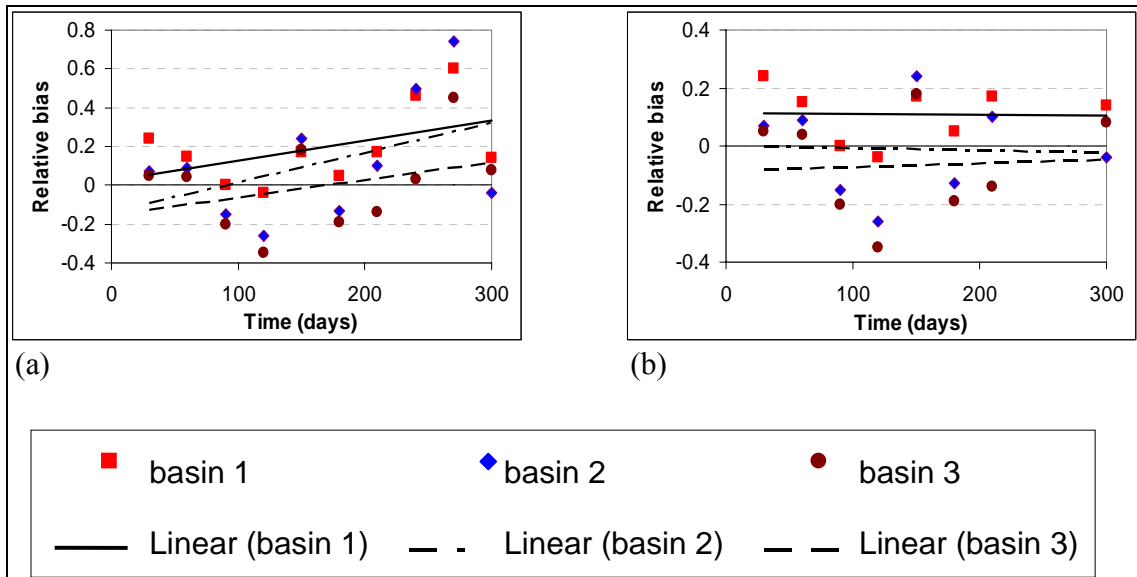 Relative bias
0.8
0.6
0.4
0.2
0
-0.2
-0.4
0
100
200
300
Time (days)
(a)
Relative bias
0.4
0.2
0
-0.2
-0.4
0
100
200
300
Time (days)
(b)
basin 1
basin 2
basin 3
Linear (basin 1)
Linear (basin 2)
Linear (basin 3)